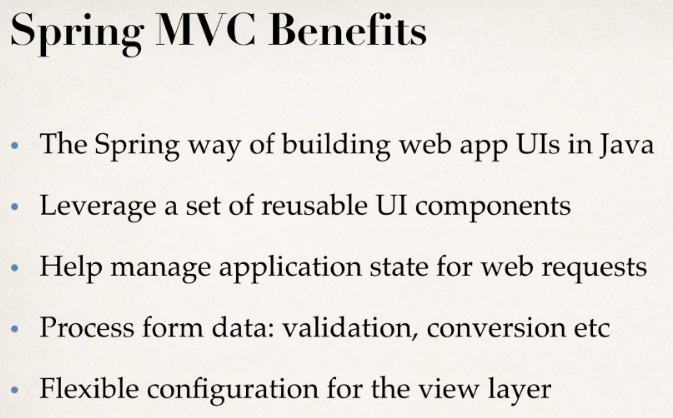 Spring MVC Benefits
• The Spring way of building web app UIs in Java
• Leverage a set of reusable UI components
• Help manage application state for web requests
• Process form data: validation, conversion etc
• Flexible configuration for the view layer